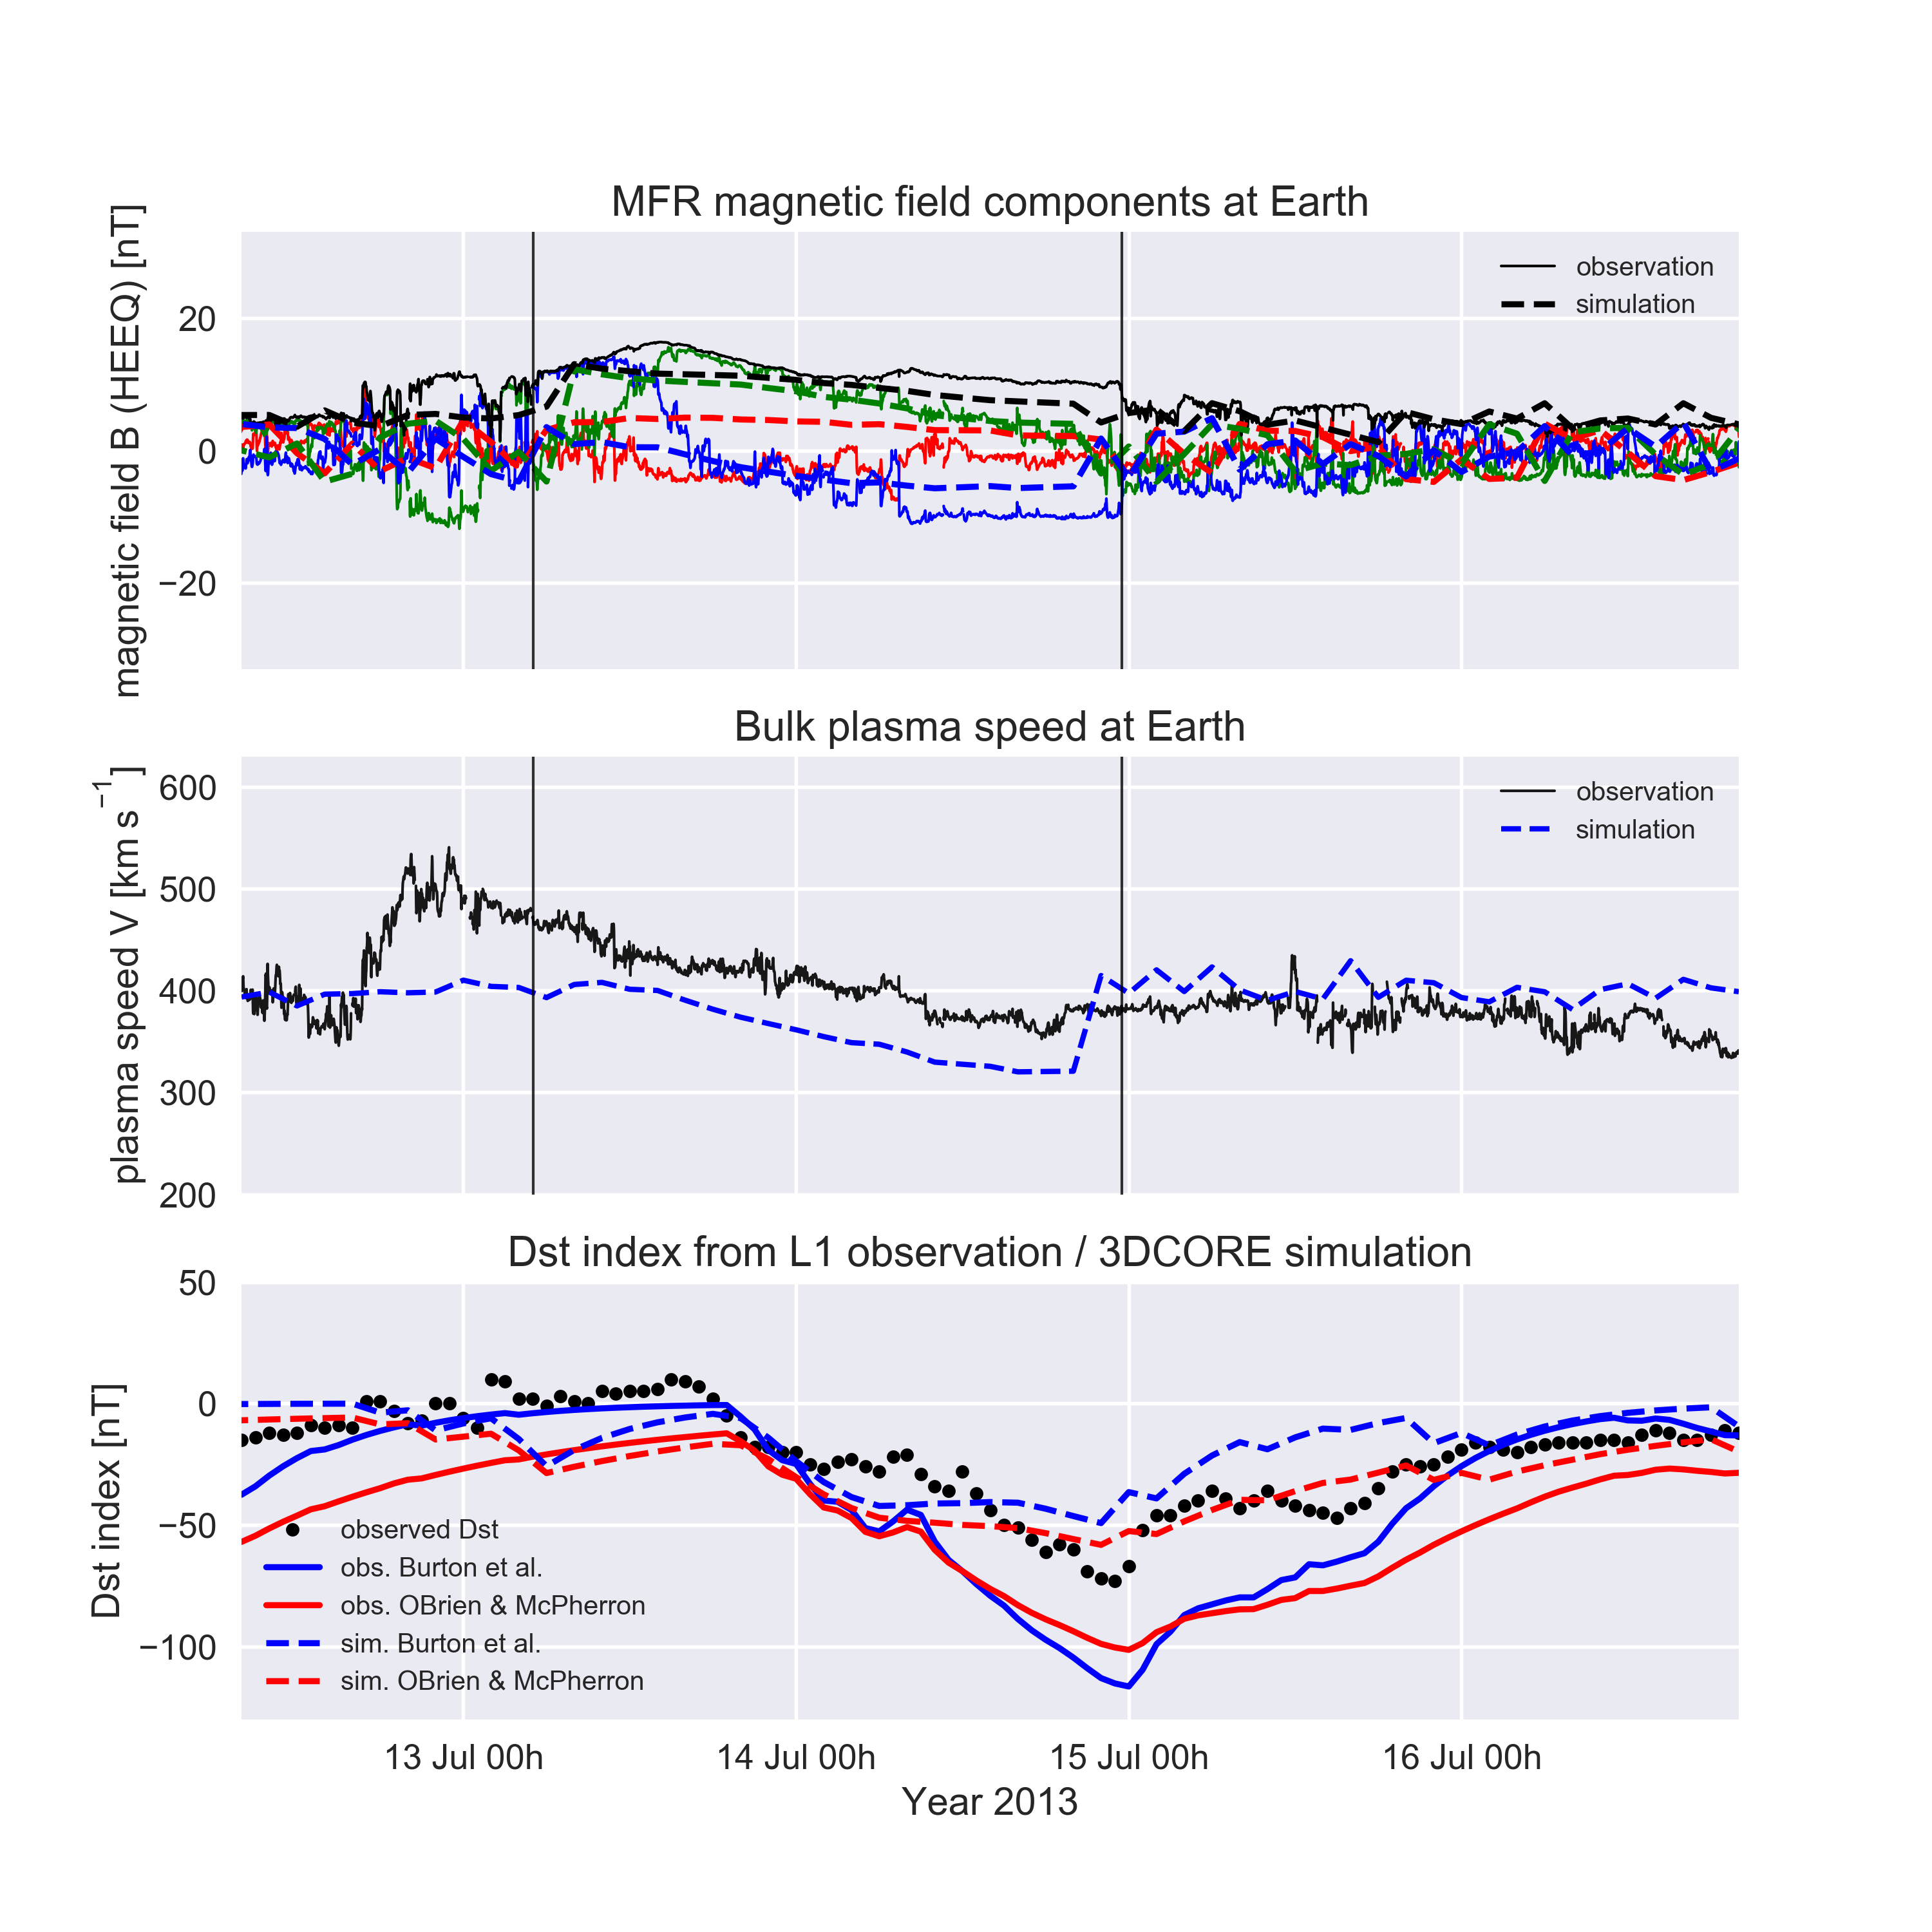 MFR magnetic field components at Earth
magnetic field B (HEEQ) [nT]
20
0
−20
observation
simulation
Bulk plasma speed at Earth
plasma speed V [km s⁻¹]
600
500
400
300
200
observation
simulation
Dst index from L1 observation / 3DCORE simulation
Dst index [nT]
50
0
−50
−100
observed Dst
obs. Burton et al.
obs. OBrien & McPherron
sim. Burton et al.
sim. OBrien & McPherron
13 Jul 00h
14 Jul 00h
15 Jul 00h
16 Jul 00h
Year 2013